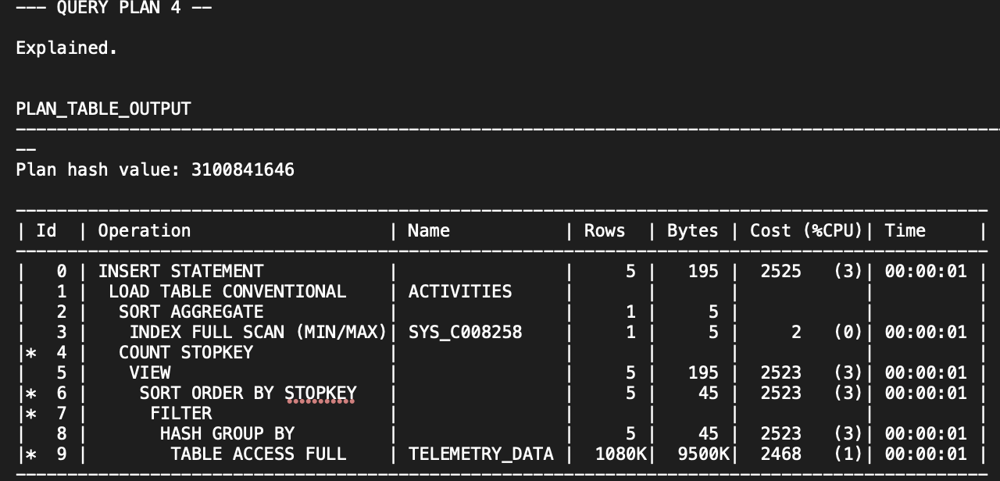 --- QUERY PLAN 4 --
Explained.
PLAN_TABLE_OUTPUT
--------------------------------------------------------------------------------
--
Plan hash value: 3100841646
----------------------------------------------------------------------------------------------
| Id  | Operation                   | Name           | Rows  | Bytes | Cost (%CPU)| Time     |
----------------------------------------------------------------------------------------------
|   0 | INSERT STATEMENT            |                |     5 |   195 |  2525   (3)| 00:00:01 |
|   1 |  LOAD TABLE CONVENTIONAL    | ACTIVITIES     |       |       |            |          |
|   2 |   SORT AGGREGATE            |                |     1 |     5 |            |          |
|   3 |    INDEX FULL SCAN (MIN/MAX)| SYS_C008258    |     1 |     5 |     2   (0)| 00:00:01 |
|*  4 |   COUNT STOPKEY             |                |       |       |            |          |
|   5 |    VIEW                     |                |     5 |   195 |  2523   (3)| 00:00:01 |
|*  6 |     SORT ORDER BY STOPKEY   |                |     5 |    45 |  2523   (3)| 00:00:01 |
|*  7 |      FILTER                 |                |       |       |            |          |
|   8 |       HASH GROUP BY         |                |     5 |    45 |  2523   (3)| 00:00:01 |
|*  9 |        TABLE ACCESS FULL    | TELEMETRY_DATA |  1080K|  9500K|  2468   (1)| 00:00:01 |
----------------------------------------------------------------------------------------------